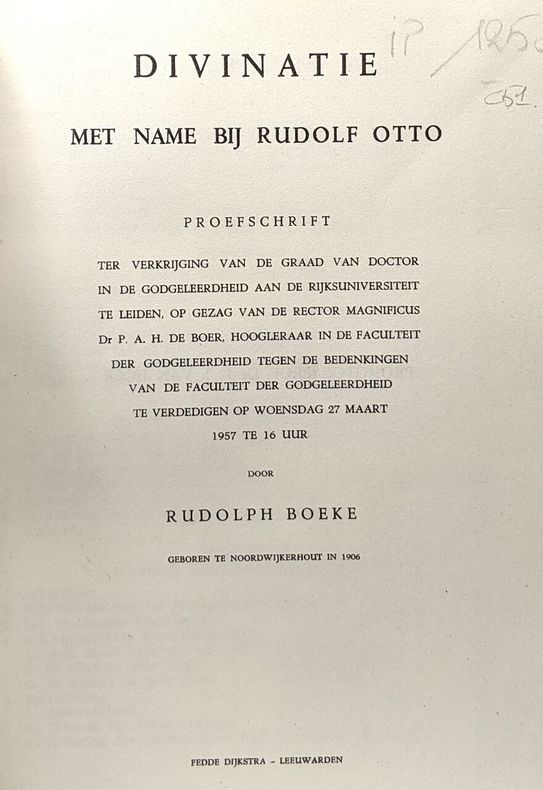 DIVINATIE
MET NAME BIJ RUDOLF OTTO
PROEFSCHRIFT
TER VERKRIJGING VAN DE GRAAD VAN DOCTOR
IN DE GODGELEERDHEID AAN DE RIJKSUNIVERSITEIT
TE LEIDEN, OP GEZAG VAN DE RECTOR MAGNIFICUS
Dr P. A. H. DE BOER, HOOGLERAAR IN DE FACULTEIT
DER GODGELEERDHEID TEGEN DE BEDENKINGEN
VAN DE FACULTEIT DER GODGELEERDHEID
TE VERDEDIGEN OP WOENSDAG 27 MAART
1957 TE 16 UUR
DOOR
RUDOLPH BOEKE
GEBOREN TE NOORDWIJKERHOUT IN 1906
FEDDE DIJKSTRA – LEEUWARDEN